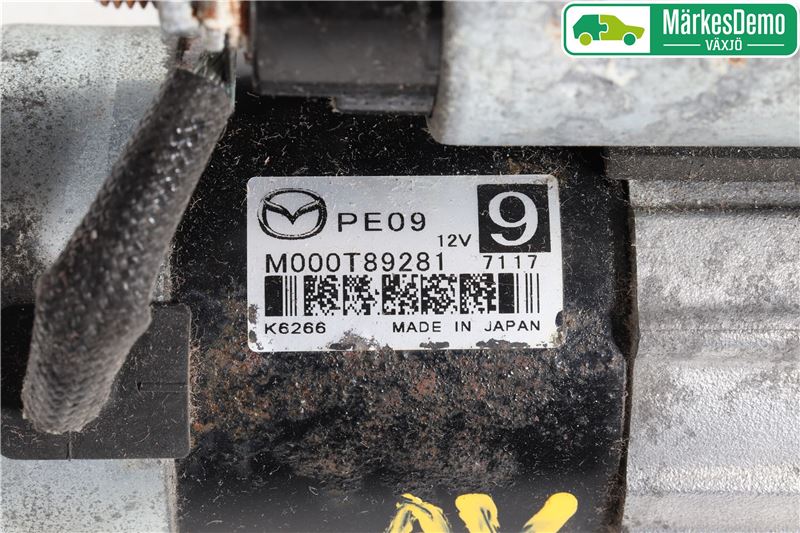 MärkesDemo
VÄXJÖ
PE09
12V
9
M000T89281 7117
K6266 MADE IN JAPAN